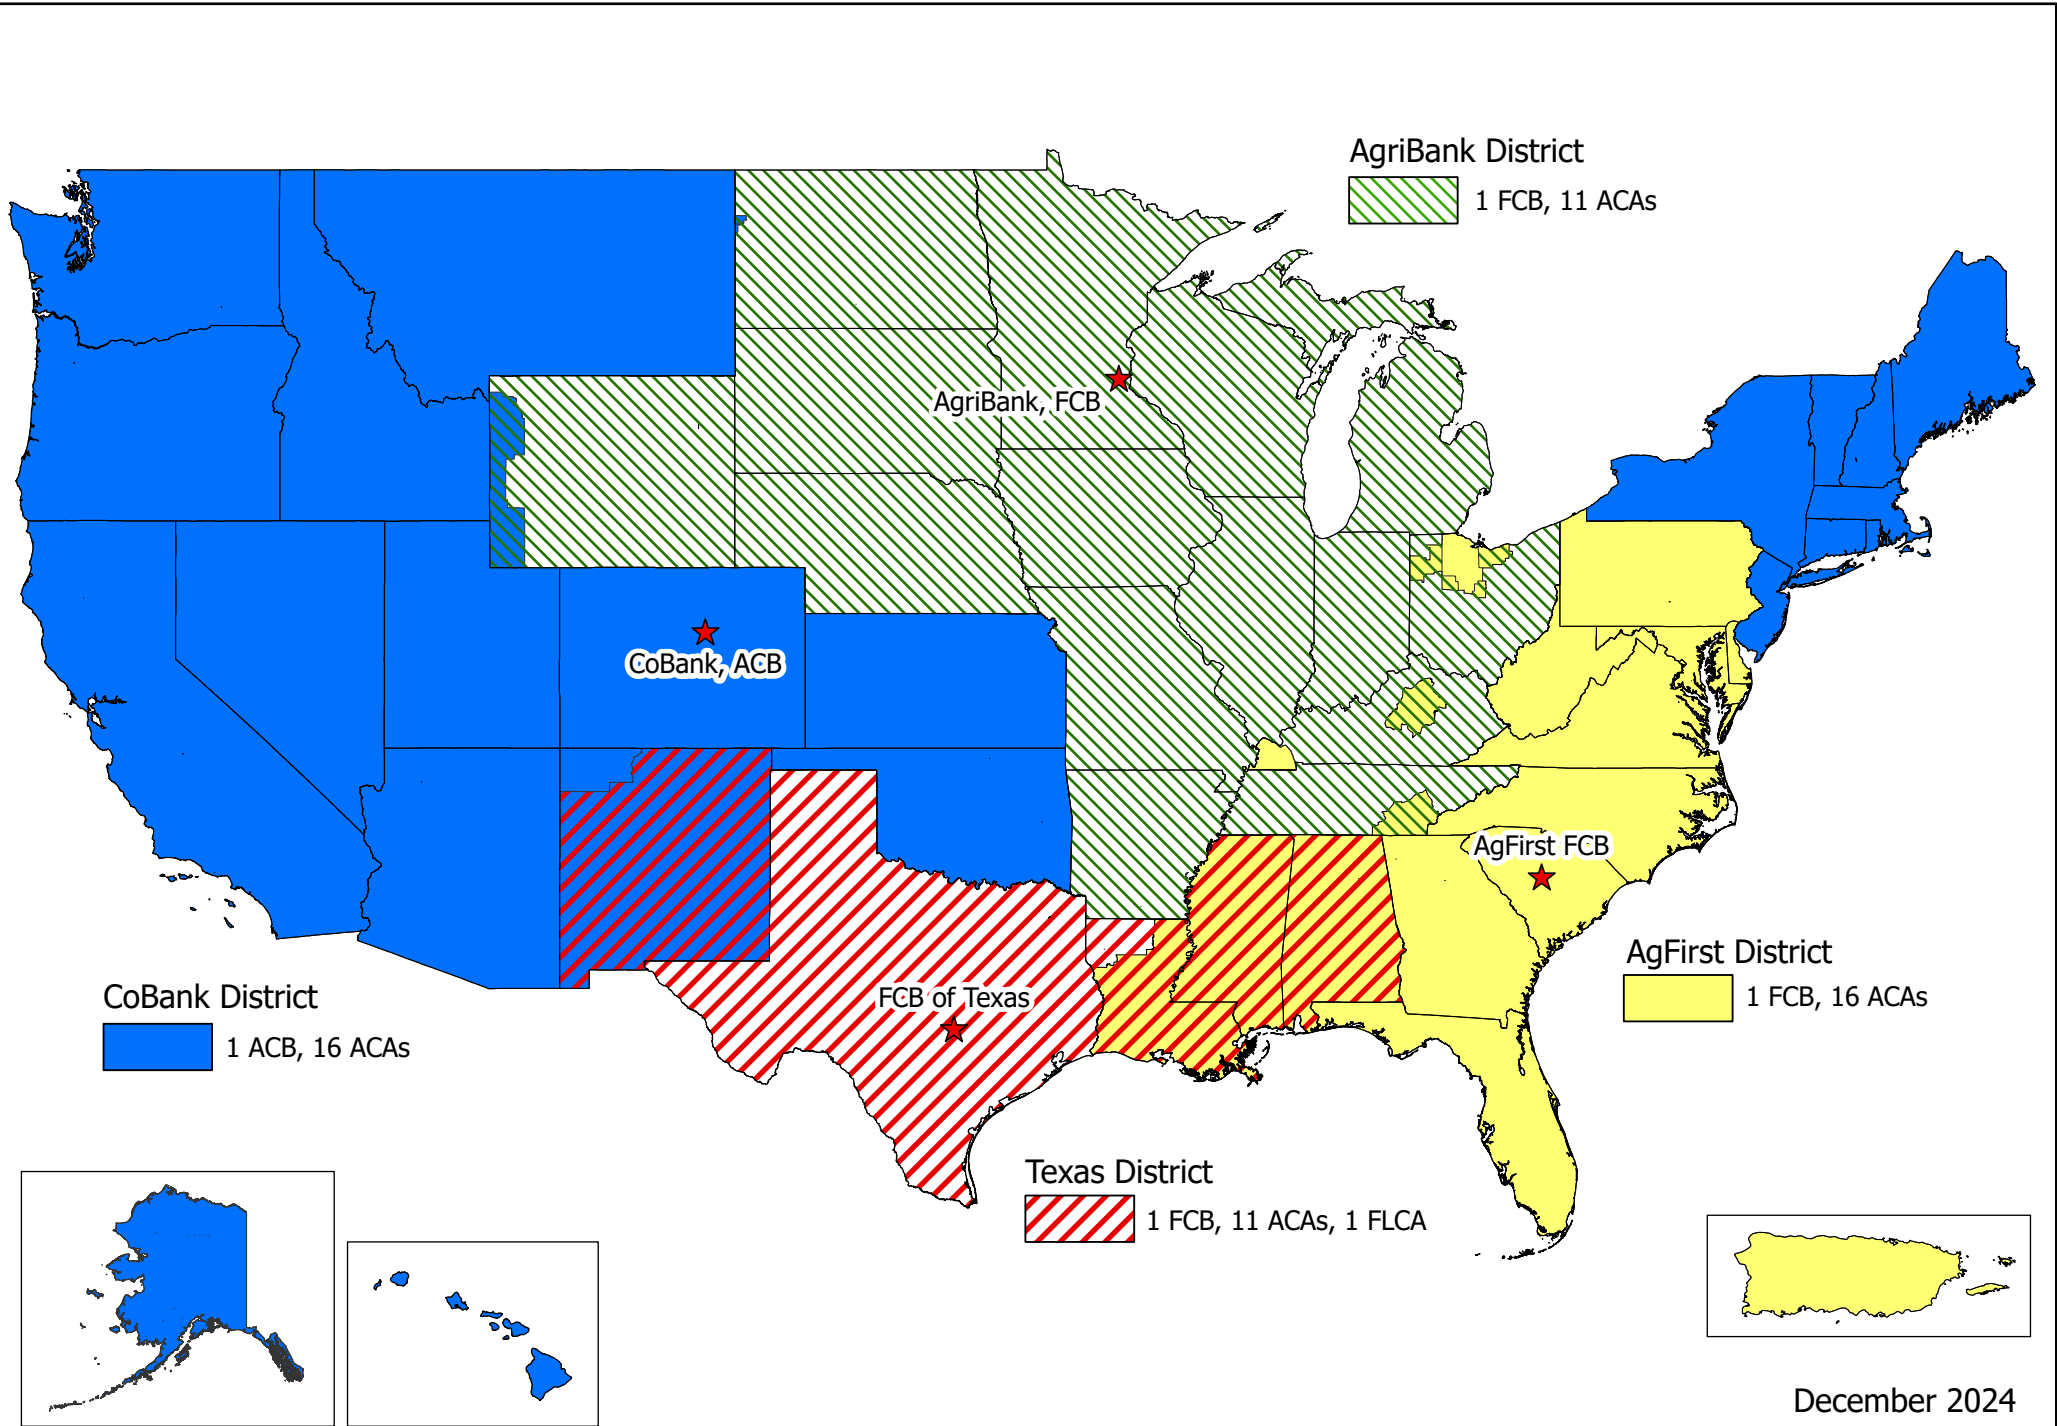 AgriBank District
1 FCB, 11 ACAs
AgriBank, FCB
CoBank, ACB
AgFirst FCB
AgFirst District
1 FCB, 16 ACAs
CoBank District
1 ACB, 16 ACAs
FCB of Texas
Texas District
1 FCB, 11 ACAs, 1 FLCA
December 2024